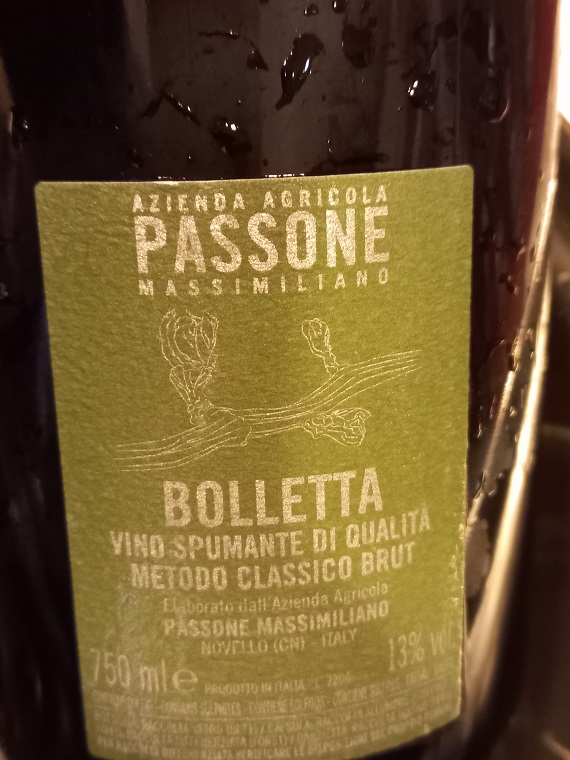 AZIENDA AGRICOLA
PASSONE
MASSIMILIANO
BOLLETTA
VINO SPUMANTE DI QUALITÀ
METODO CLASSICO BRUT
Elaborato dall'Azienda Agricola
PASSONE MASSIMILIANO
NOVELLO (CN) - ITALY
750 ml e
13% vol
PRODOTTO IN ITALIA